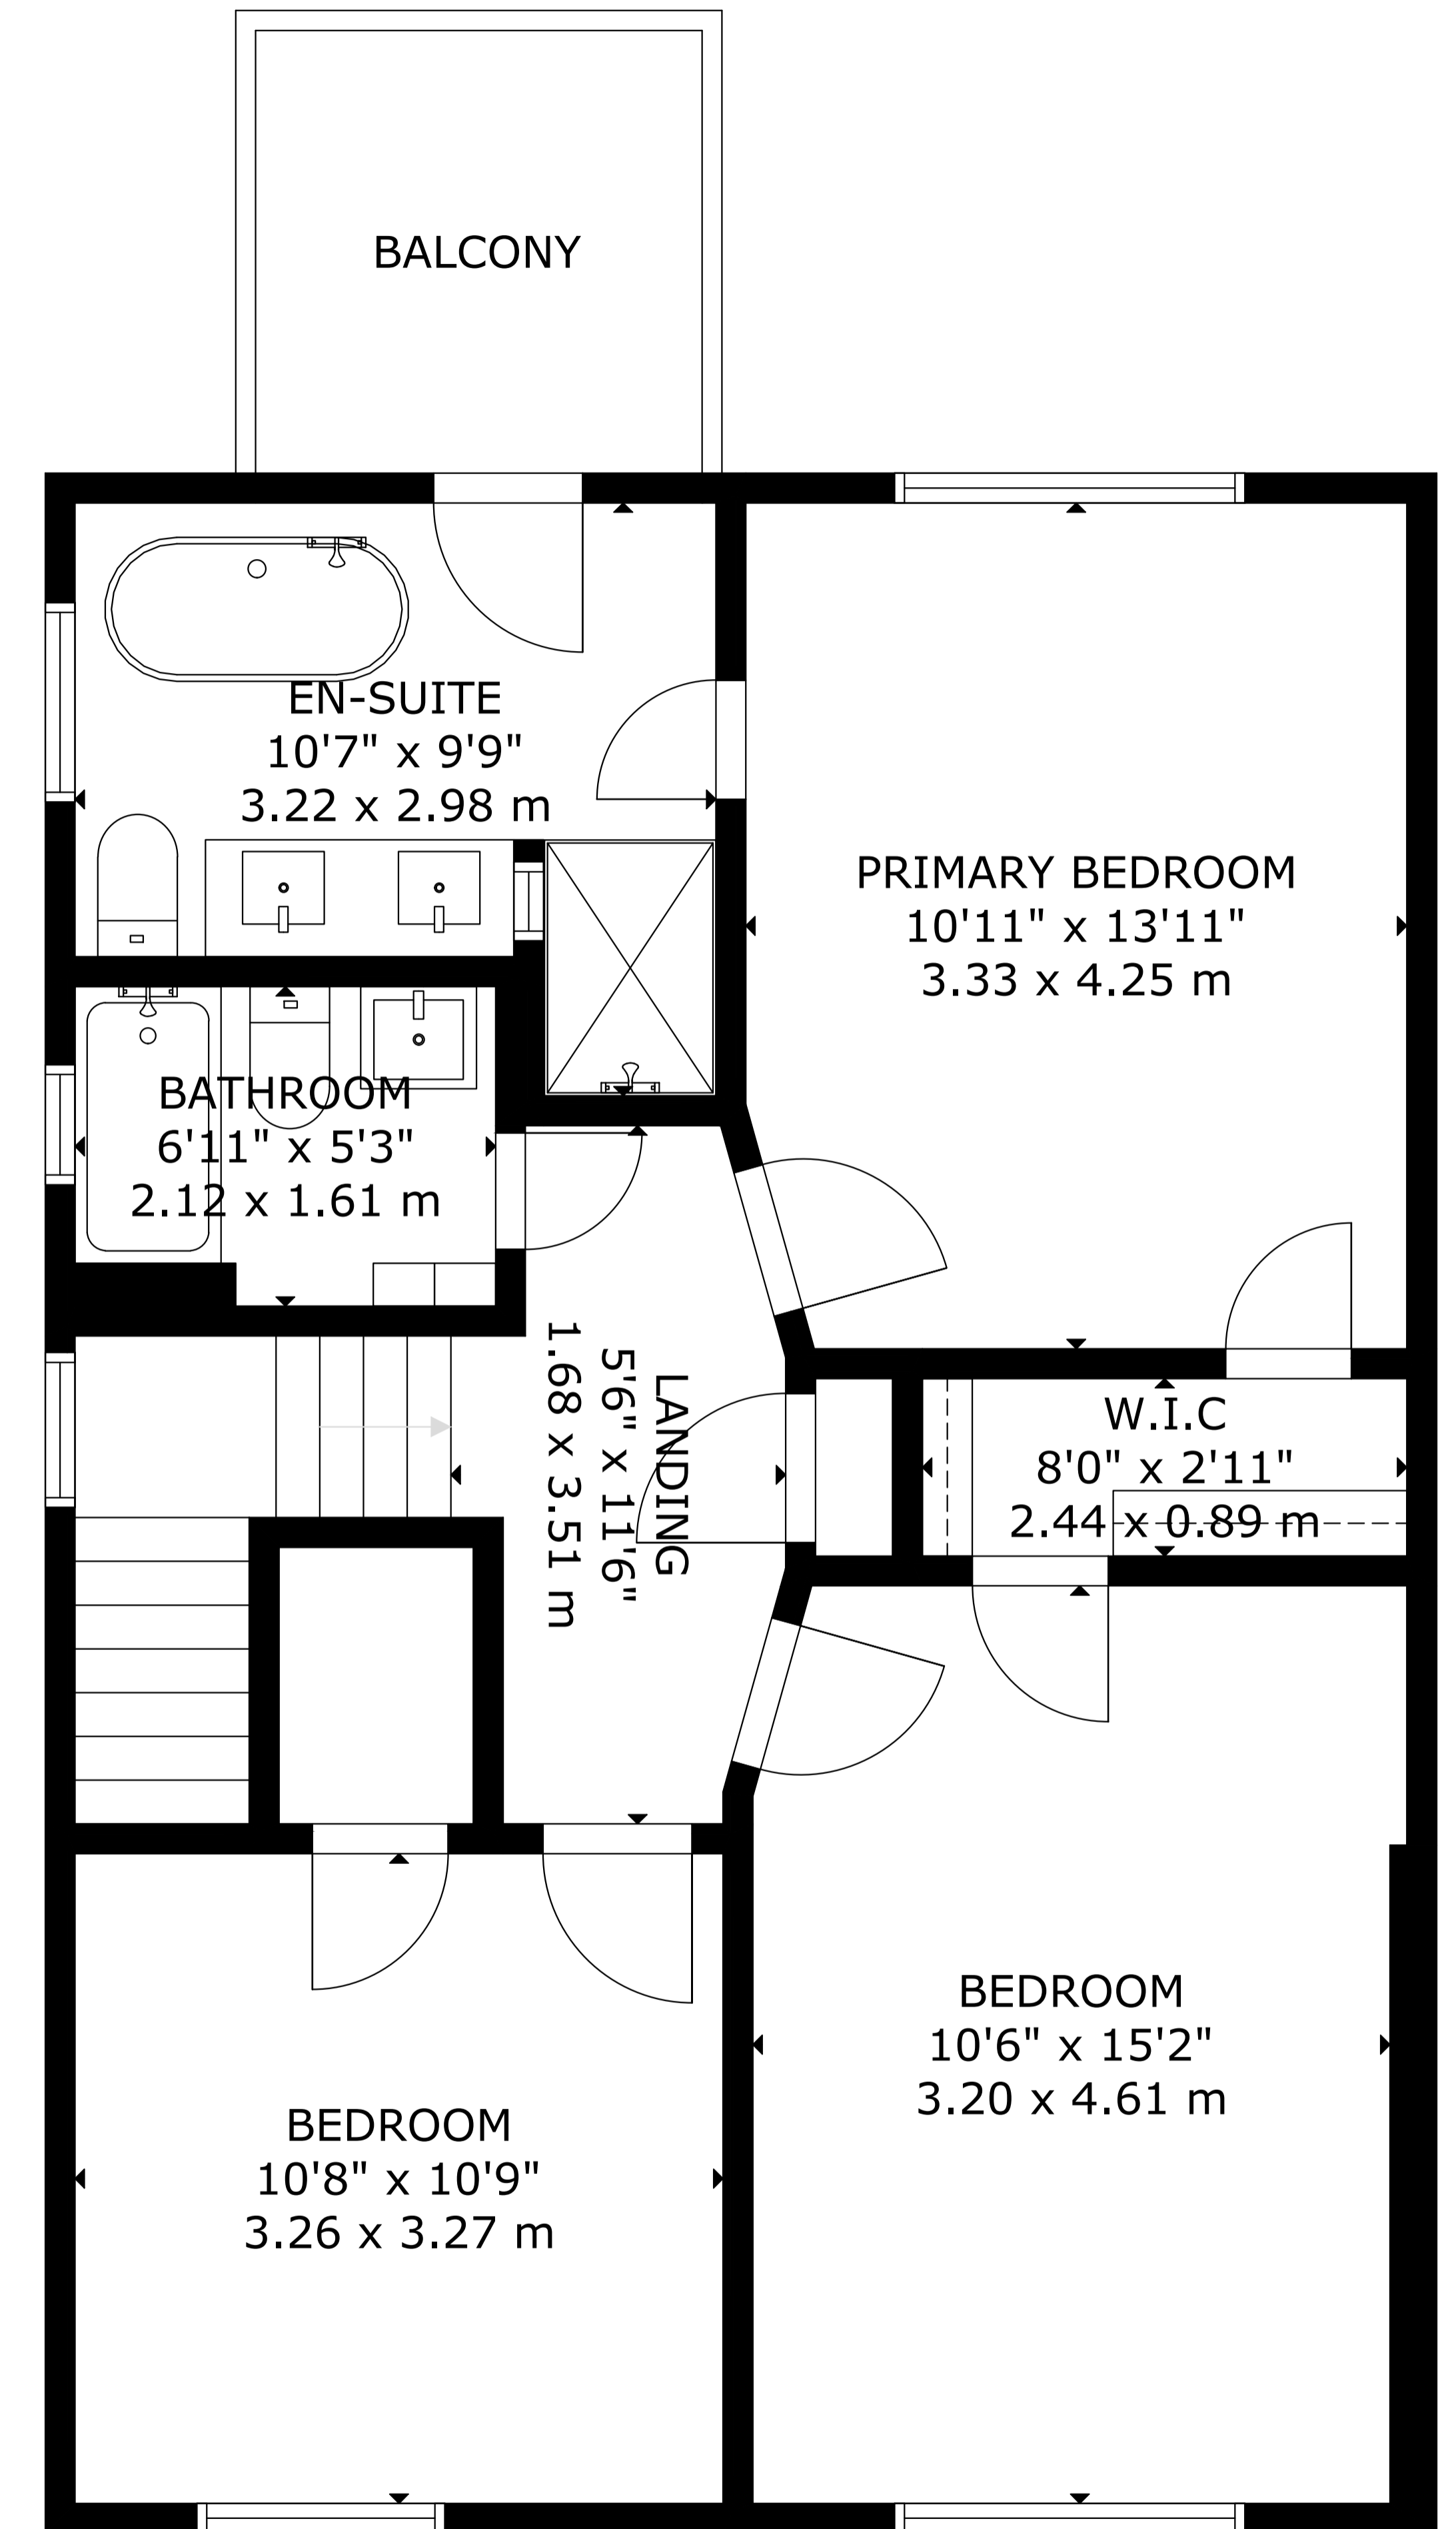 BALCONY
EN-SUITE
10'7" x 9'9"
3.22 x 2.98 m
PRIMARY BEDROOM
10'11" x 13'11"
3.33 x 4.25 m
BATHROOM
6'11" x 5'3"
2.12 x 1.61 m
LANDING
5'6" x 11'6"
1.68 x 3.51 m
W.I.C
8'0" x 2'11"
2.44 x 0.89 m
BEDROOM
10'6" x 15'2"
3.20 x 4.61 m
BEDROOM
10'8" x 10'9"
3.26 x 3.27 m